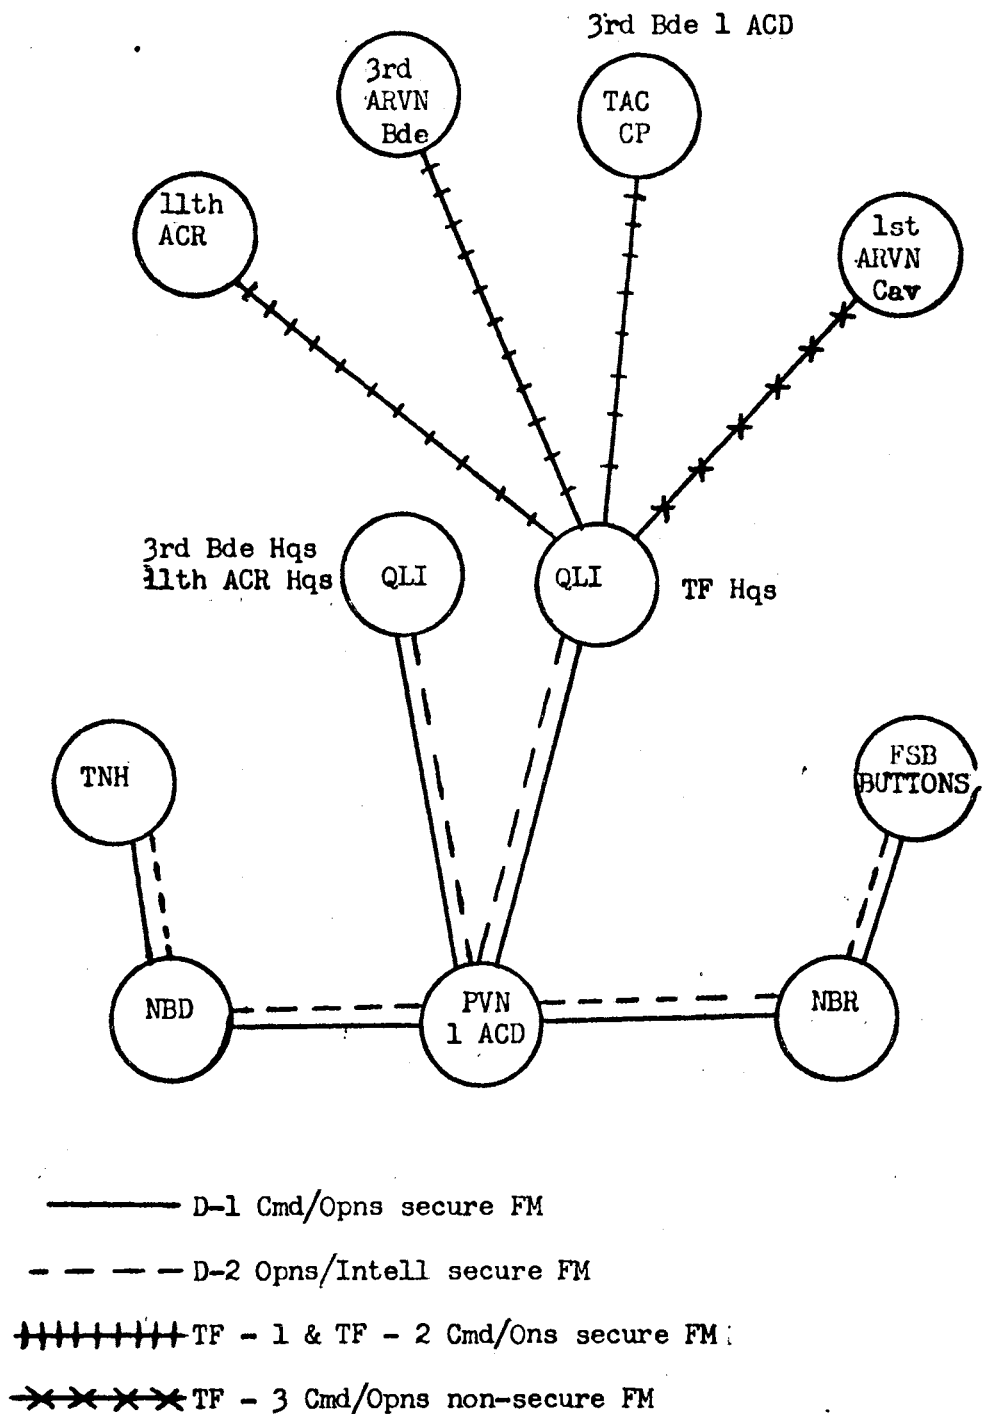 3rd Bde 1 ACD
3rd
ARVN
Bde
TAC
CP
11th
ACR
1st
ARVN
Cav
3rd Bde Hqs
11th ACR Hqs
QLI
QLI
TF Hqs
TNH
FSB
BUTTONS
NBD
PVN
1 ACD
NBR
D-1 Cmd/Opns secure FM
D-2 Opns/Intell secure FM
TF - 1 & TF - 2 Cmd/Ons secure FM
TF - 3 Cmd/Opns non-secure FM